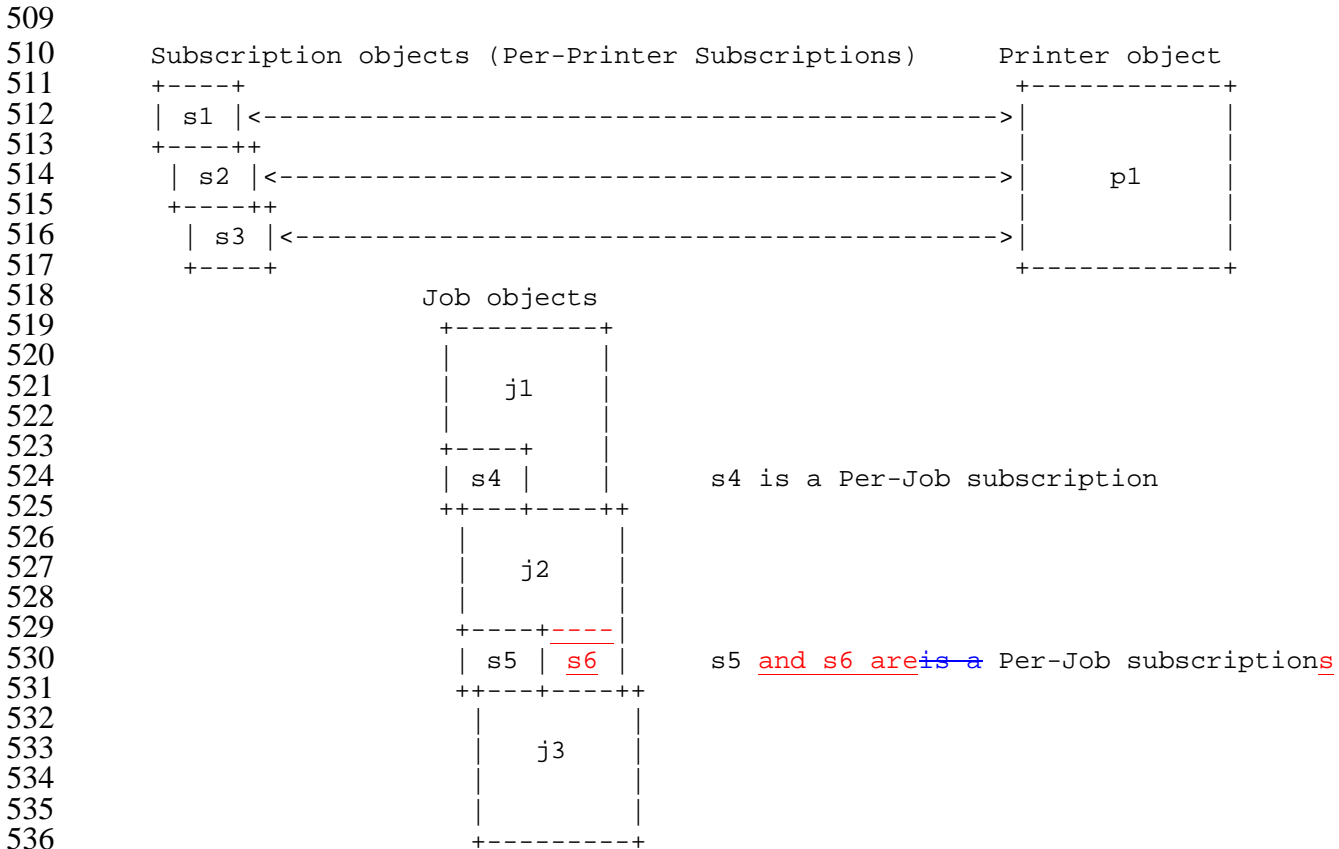 509
510 Subscription objects (Per-Printer Subscriptions) Printer object
511 +----+ +------------+
512 | s1 |<---------------------------------------------->| |
513 +----++ | |
514 | s2 |<---------------------------------------------->| p1 |
515 +----++ | |
516 | s3 |<---------------------------------------------->| |
517 +----+ +------------+
518 Job objects
519 +---------+
520 | |
521 | j1 |
522 | |
523 +----+ |
524 | s4 | | s4 is a Per-Job subscription
525 ++---+----++
526 | |
527 | j2 |
528 | |
529 +----+----|
530 | s5 | s6 | s5 and s6 areis a Per-Job subscriptions
531 ++---+----++
532 | |
533 | j3 |
534 | |
535 | |
536 +---------+